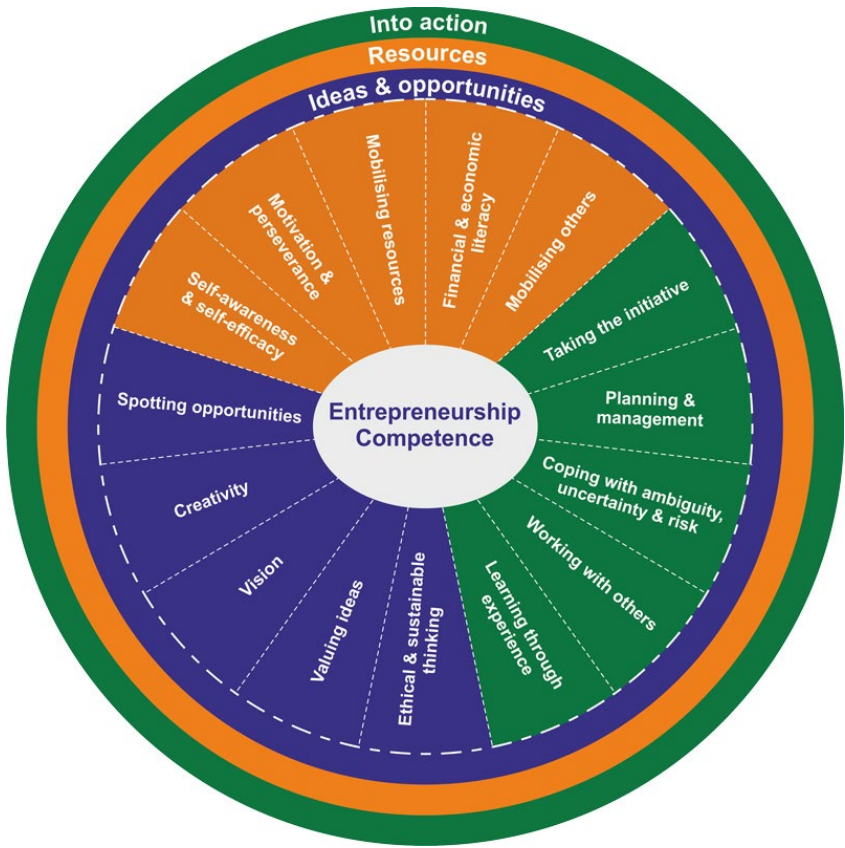 Into action
Resources
Ideas & opportunities
Self-awareness
& self-efficacy
Motivation &
perseverance
Mobilising resources
Financial & economic
literacy
Mobilising others
Taking the initiative
Planning &
management
Coping with ambiguity,
uncertainty & risk
Working with others
Learning through
experience
Ethical & sustainable
thinking
Valuing ideas
Vision
Creativity
Spotting opportunities
Entrepreneurship
Competence